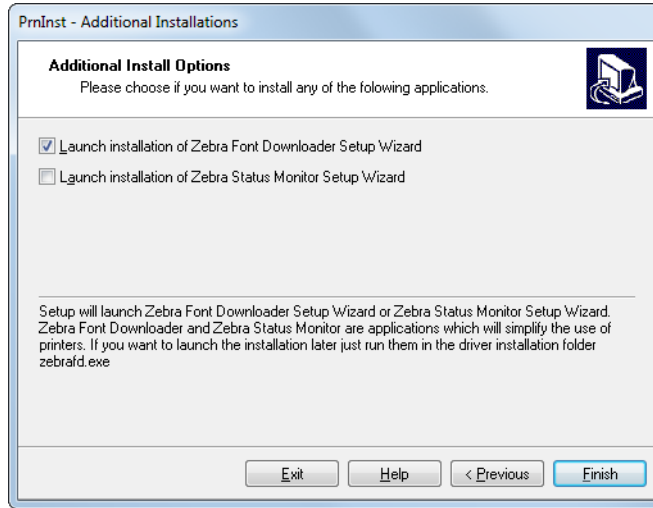 PrnInst - Additional Installations
Additional Install Options
Please choose if you want to install any of the folowing applications.
Launch installation of Zebra Font Downloader Setup Wizard
Launch installation of Zebra Status Monitor Setup Wizard
Setup will launch Zebra Font Downloader Setup Wizard or Zebra Status Monitor Setup Wizard.
Zebra Font Downloader and Zebra Status Monitor are applications which will simplify the use of
printers. If you want to launch the installation later just run them in the driver installation folder
zebrafd.exe
Exit Help < Previous Finish